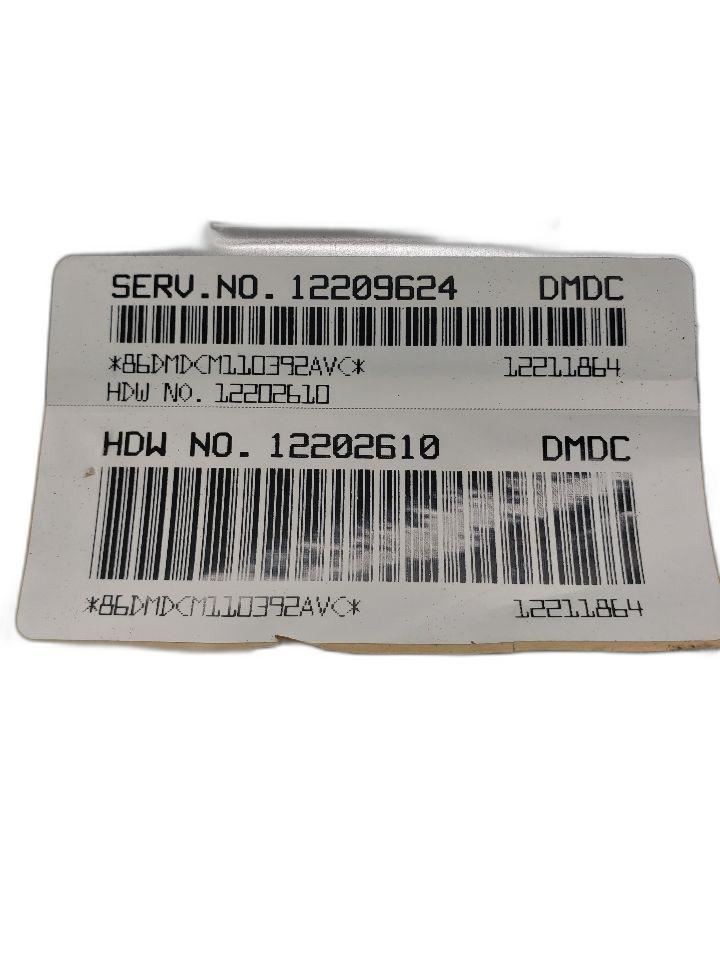 SERV.NO. 12209624 DMDC
*86DMDCM110392AVC* 12211864
HDW NO. 12202610
HDW NO. 12202610 DMDC
*86DMDCM110392AVC* 12211864